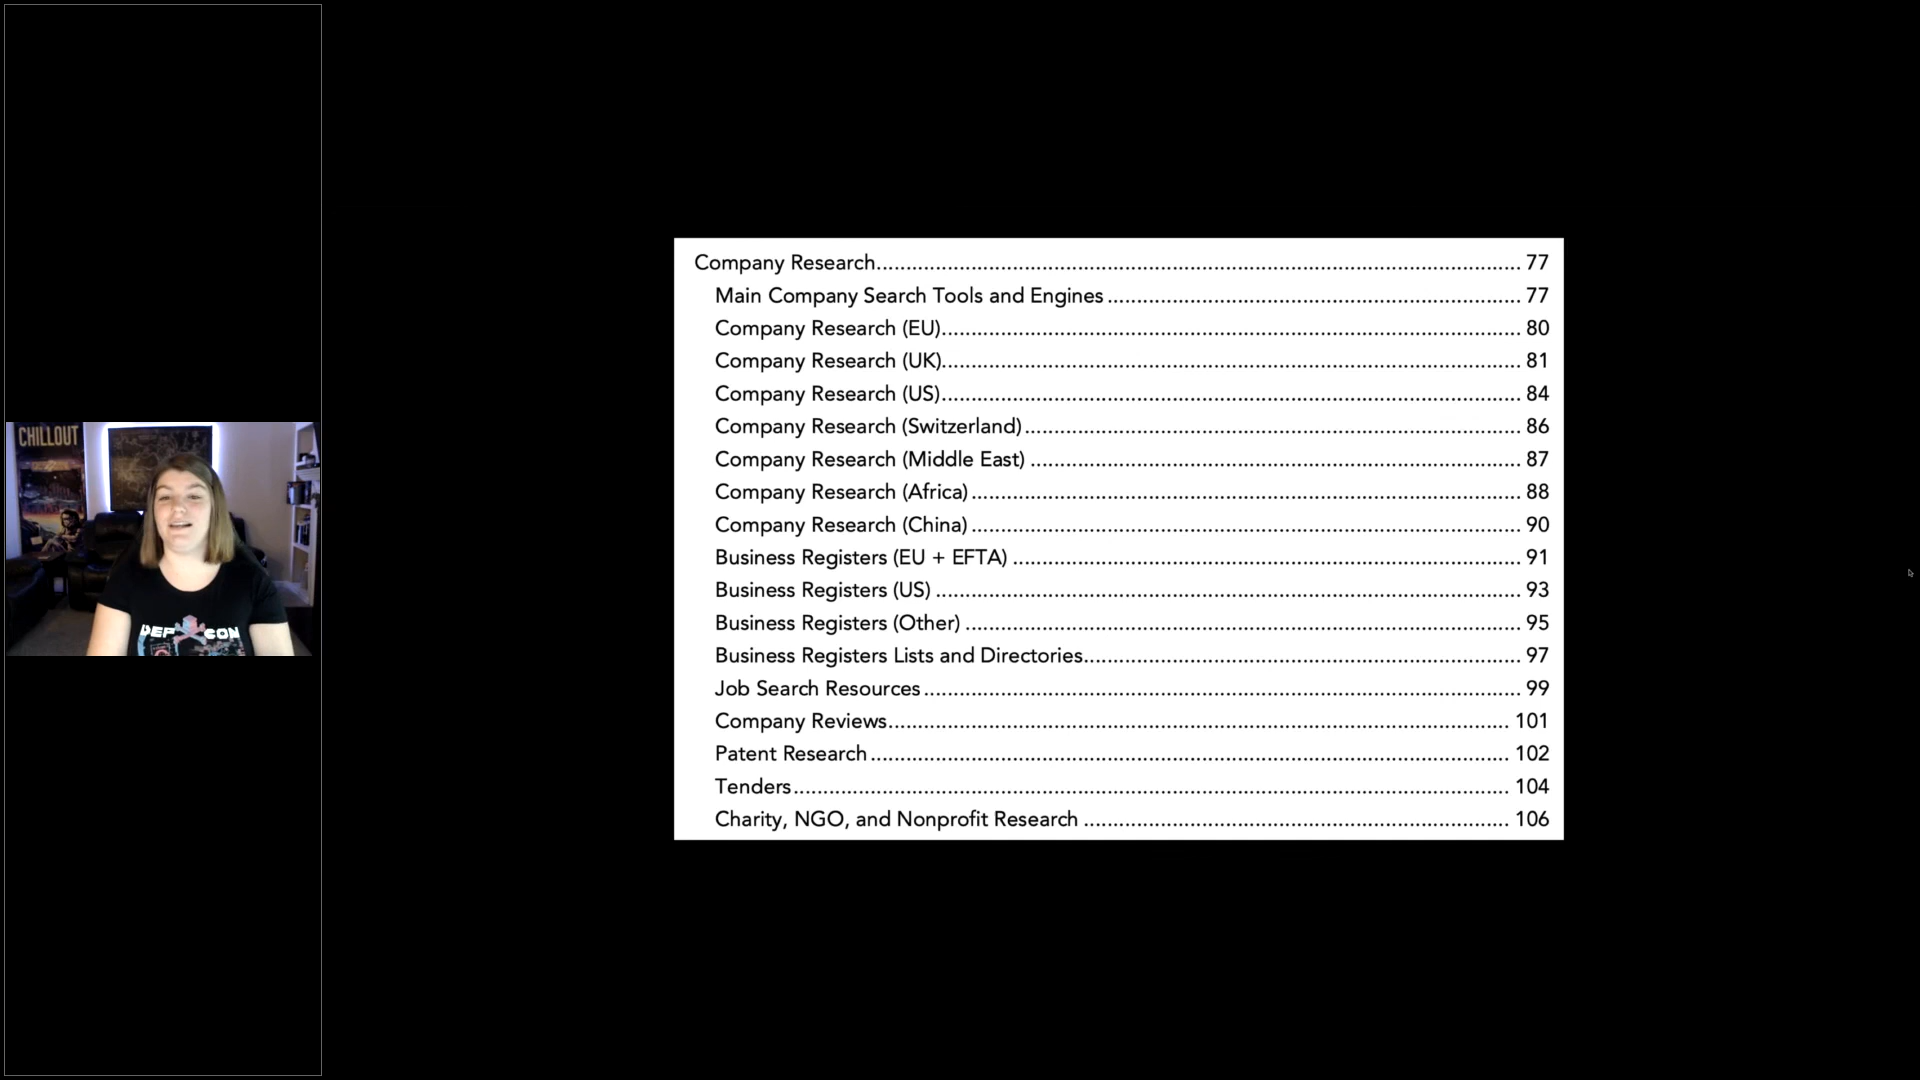 CHILLOUT
DEF CON
Company Research........ 77
Main Company Search Tools and Engines........ 77
Company Research (EU)........ 80
Company Research (UK)........ 81
Company Research (US)........ 84
Company Research (Switzerland)........ 86
Company Research (Middle East)........ 87
Company Research (Africa)........ 88
Company Research (China)........ 90
Business Registers (EU + EFTA)........ 91
Business Registers (US)........ 93
Business Registers (Other)........ 95
Business Registers Lists and Directories........ 97
Job Search Resources........ 99
Company Reviews........ 101
Patent Research........ 102
Tenders........ 104
Charity, NGO, and Nonprofit Research........ 106